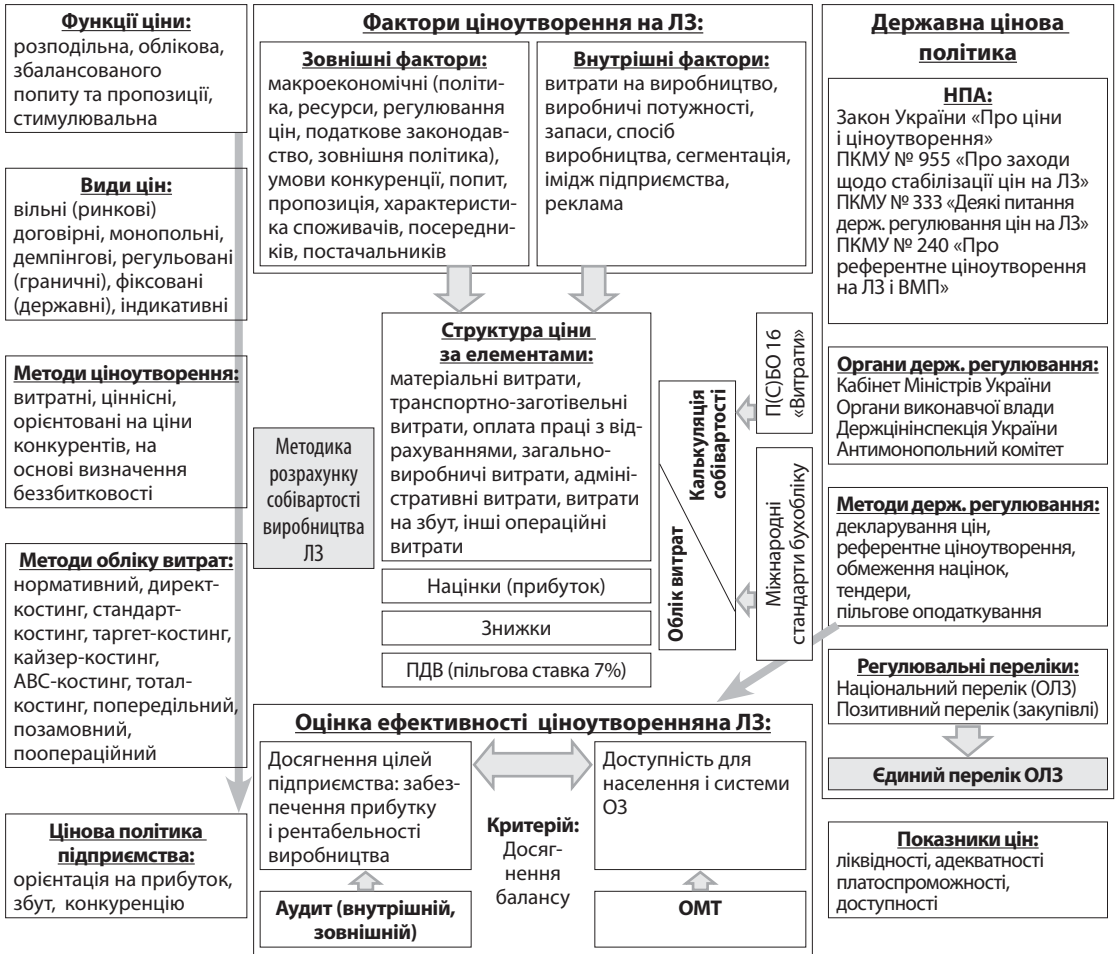 Функції ціни:
розподільна, облікова,
збалансованого
попиту та пропозиції,
стимулювальна
Види цін:
вільні (ринкові)
договірні, монопольні,
демпінгові, регульовані
(граничні), фіксовані
(державні), індикативні
Методи ціноутворення:
витратні, ціннісні,
орієнтовані на ціни
конкурентів, на
основі визначення
беззбитковості
Методи обліку витрат:
нормативний, директ-
костинг, стандарт-
костинг, таргет-костинг,
кайзер-костинг,
АВС-костинг, тотал-
костинг, попередільний,
позамовний,
поопераційний
Цінова політика
підприємства:
орієнтація на прибуток,
збут, конкуренцію
Фактори ціноутворення на ЛЗ:
Зовнішні фактори:
макроекономічні (políти-
ка, ресурси, регулювання
цін, податкове законодав-
ство, зовнішня політика),
умови конкуренції, попит,
пропозиція, характеристи-
ка споживачів, посередни-
ків, постачальників
Внутрішні фактори:
витрати на виробництво,
виробничі потужності,
запаси, спосіб
виробництва, сегментація,
імідж підприємства,
реклама
Методика
розрахунку
собівартості
виробництва
ЛЗ
Структура ціни
за елементами:
матеріальні витрати,
транспортно-заготівельні
витрати, оплата праці з від-
рахуваннями, загально-
виробничі витрати, адміні-
стративні витрати, витрати
на збут, інші операційні
витрати
Націнки (прибуток)
Знижки
ПДВ (пільгова ставка 7%)
Облік витрат
Калькуляція
собівартості
П(С)БО 16
«Витрати»
Міжнародні
стандарти бухобліку
Оцінка ефективності ціноутворенняна ЛЗ:
Досягнення цілей
підприємства: забез-
печення прибутку
і рентабельності
виробництва
Критерій:
Досяг-
нення
балансу
Доступність для
населення і системи
ОЗ
Аудит (внутрішній,
зовнішній)
ОМТ
Державна цінова
політика
НПА:
Закон України «Про ціни
і ціноутворення»
ПКМУ № 955 «Про заходи
щодо стабілізації цін на ЛЗ»
ПКМУ № 333 «Деякі питання
держ. регулювання цін на ЛЗ»
ПКМУ № 240 «Про
референтне ціноутворення
на ЛЗ і ВМП»
Органи держ. регулювання:
Кабінет Міністрів України
Органи виконавчої влади
Держцінінспекція України
Антимонопольний комітет
Методи держ. регулювання:
декларування цін,
референтне ціноутворення,
обмеження націнок,
тендери,
пільгове оподаткування
Регулювальні переліки:
Національний перелік (ОЛЗ)
Позитивний перелік (закупівлі)
Єдиний перелік ОЛЗ
Показники цін:
ліквідності, адекватності
платоспроможності,
доступності